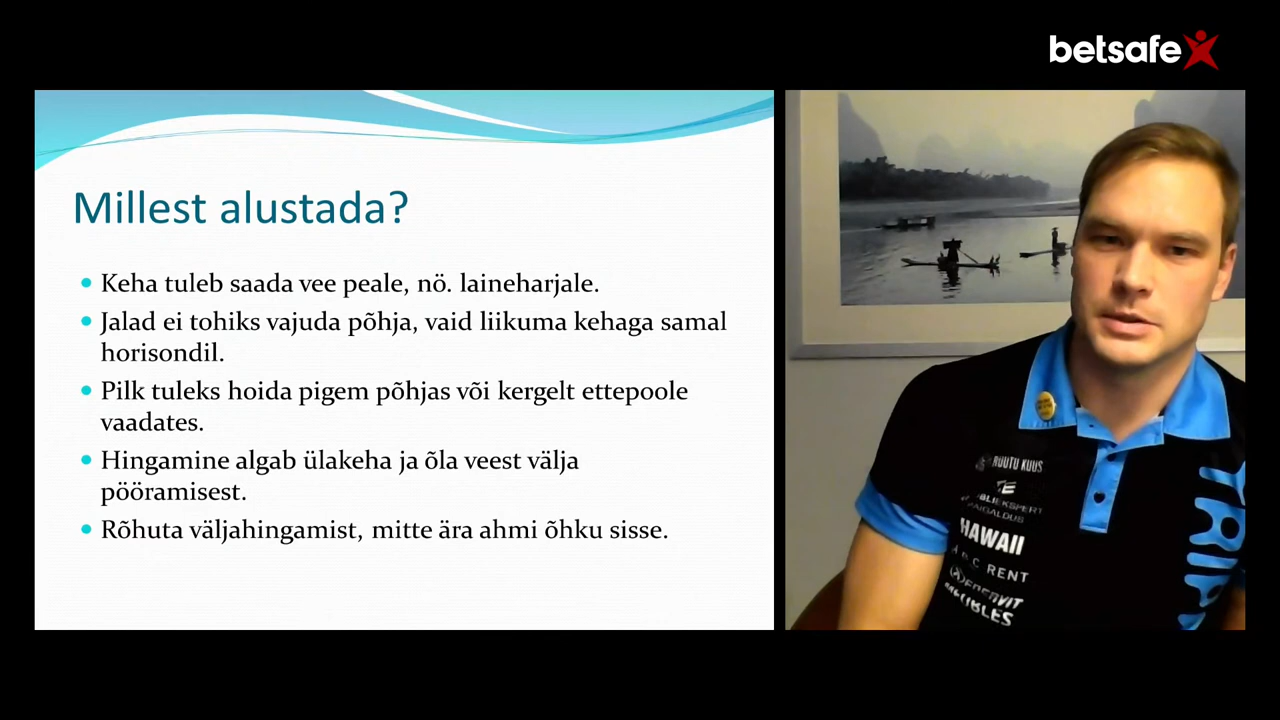 betsafe
Millest alustada?
Keha tuleb saada vee peale, nö. laineharjale.
Jalad ei tohiks vajuda põhja, vaid liikuma kehaga samal
horisondil.
Pilk tuleks hoida pigem põhjas või kergelt ettepoole
vaadates.
Hingamine algab ülakeha ja õla veest välja
pööramisest.
Rõhuta väljahingamist, mitte ära ahmi õhku sisse.
RUUTU KUUS
HAWAII
RENT